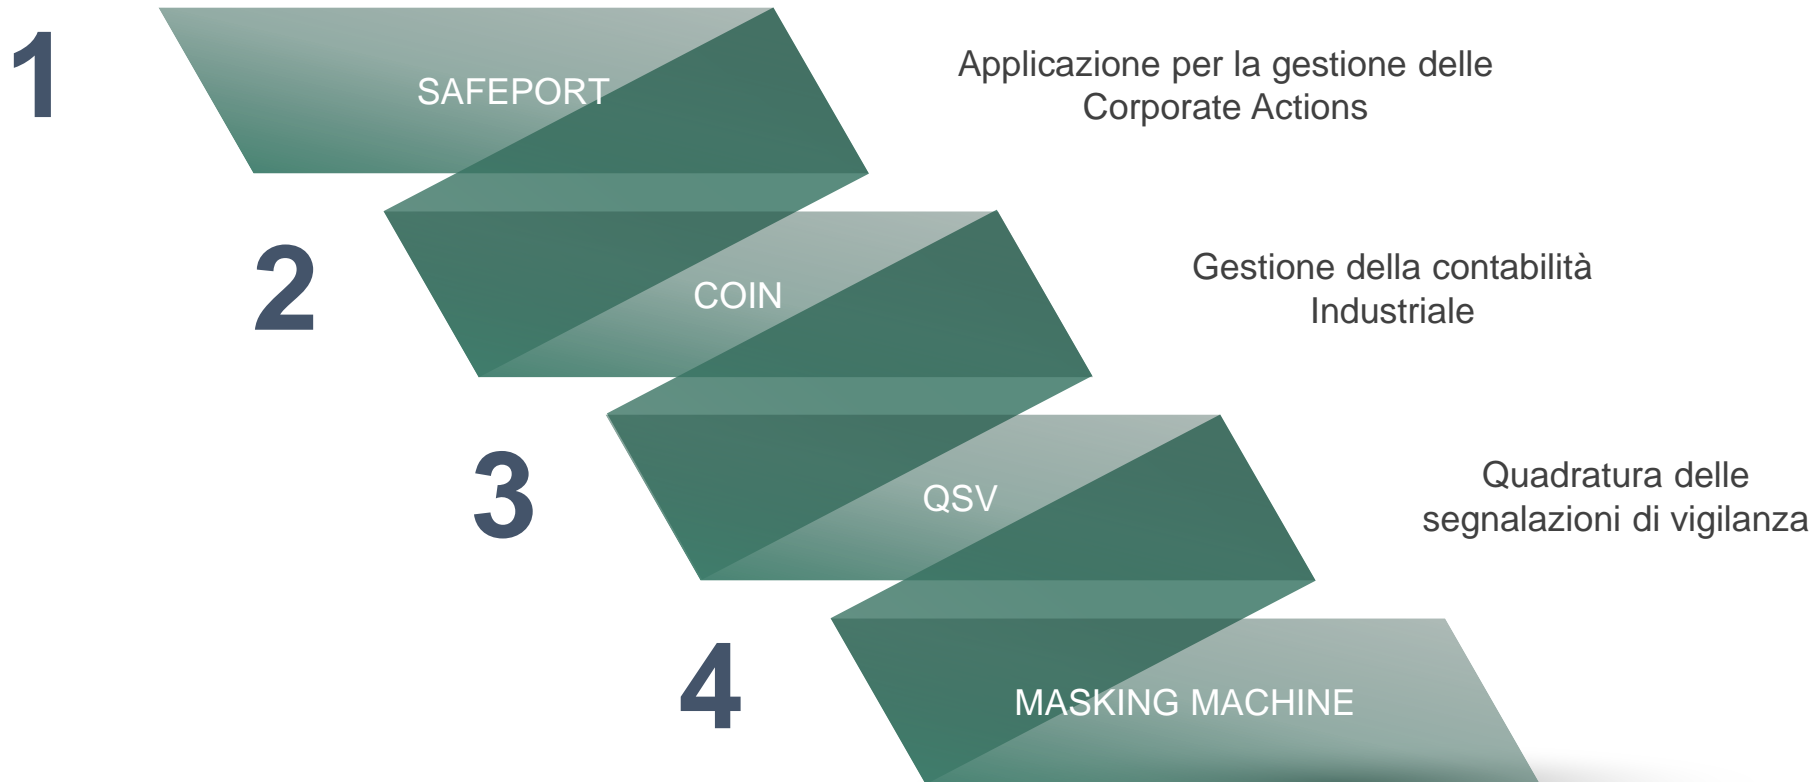 1
SAFEPORT
Applicazione per la gestione delle
Corporate Actions
2
COIN
Gestione della contabilità
Industriale
3
QSV
Quadratura delle
segnalazioni di vigilanza
4
MASKING MACHINE